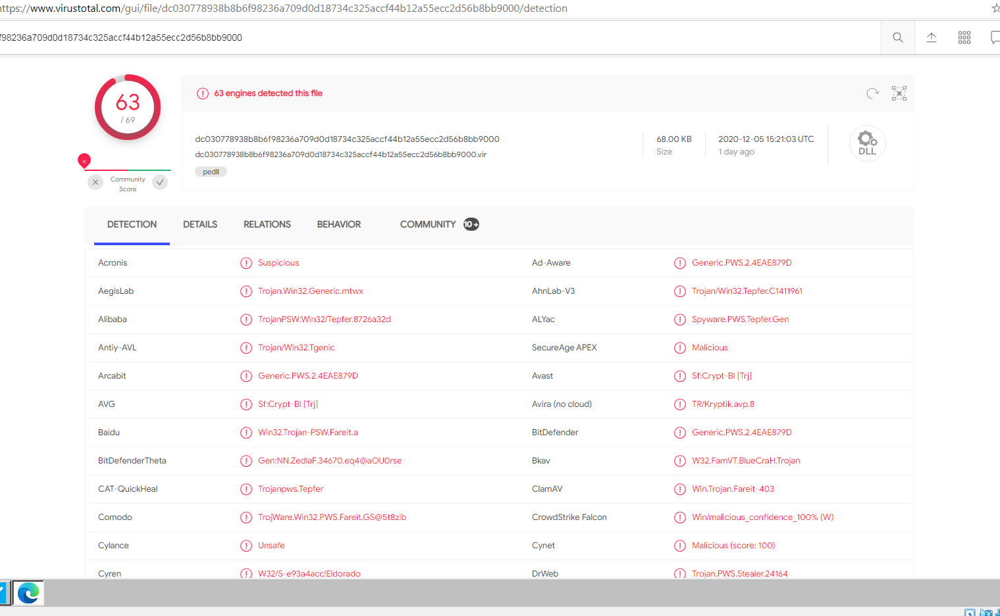 https://www.virustotal.com/gui/file/dc030778938b8b6f98236a709d0d18734c325accf44b12a55ecc2d56b8bb9000/detection
f98236a709d0d18734c325accf44b12a55ecc2d56b8bb9000
63
/ 69
63 engines detected this file
dc030778938b8b6f98236a709d0d18734c325accf44b12a55ecc2d56b8bb9000
dc030778938b8b6f98236a709d0d18734c325accf44b12a55ecc2d56b8bb9000.vir
pedll
68.00 KB
Size
2020-12-05 15:21:03 UTC
1 day ago
DLL
Community
Score
DETECTION DETAILS RELATIONS BEHAVIOR COMMUNITY 10+
Acronis Suspicious Ad-Aware Generic.PWS.2.4EAE879D
AegisLab Trojan.Win32.Generic.mtwx AhnLab-V3 Trojan/Win32.Tepfer.C1411961
Alibaba TrojanPSW:Win32/Tepfer.8726a32d ALYac Spyware.PWS.Tepfer.Gen
Antiy-AVL Trojan/Win32.Tgenic SecureAge APEX Malicious
Arcabit Generic.PWS.2.4EAE879D Avast Sf:Crypt-BI [Trj]
AVG Sf:Crypt-BI [Trj] Avira (no cloud) TR/Kryptik.avp.8
Baidu Win32.Trojan-PSW.Fareit.a BitDefender Generic.PWS.2.4EAE879D
BitDefenderTheta Gen:NN.ZedlaF.34670.eq4@aOU0rse Bkav W32.FamVT.BlueCraH.Trojan
CAT-QuickHeal Trojanpws.Tepfer ClamAV Win.Trojan.Fareit-403
Comodo TrojWare.Win32.PWS.Fareit.GS@5t8zib CrowdStrike Falcon Win/malicious_confidence_100% (W)
Cylance Unsafe Cynet Malicious (score: 100)
Cyren W32/S-e93a4acc!Eldorado DrWeb Trojan.PWS.Stealer.24164